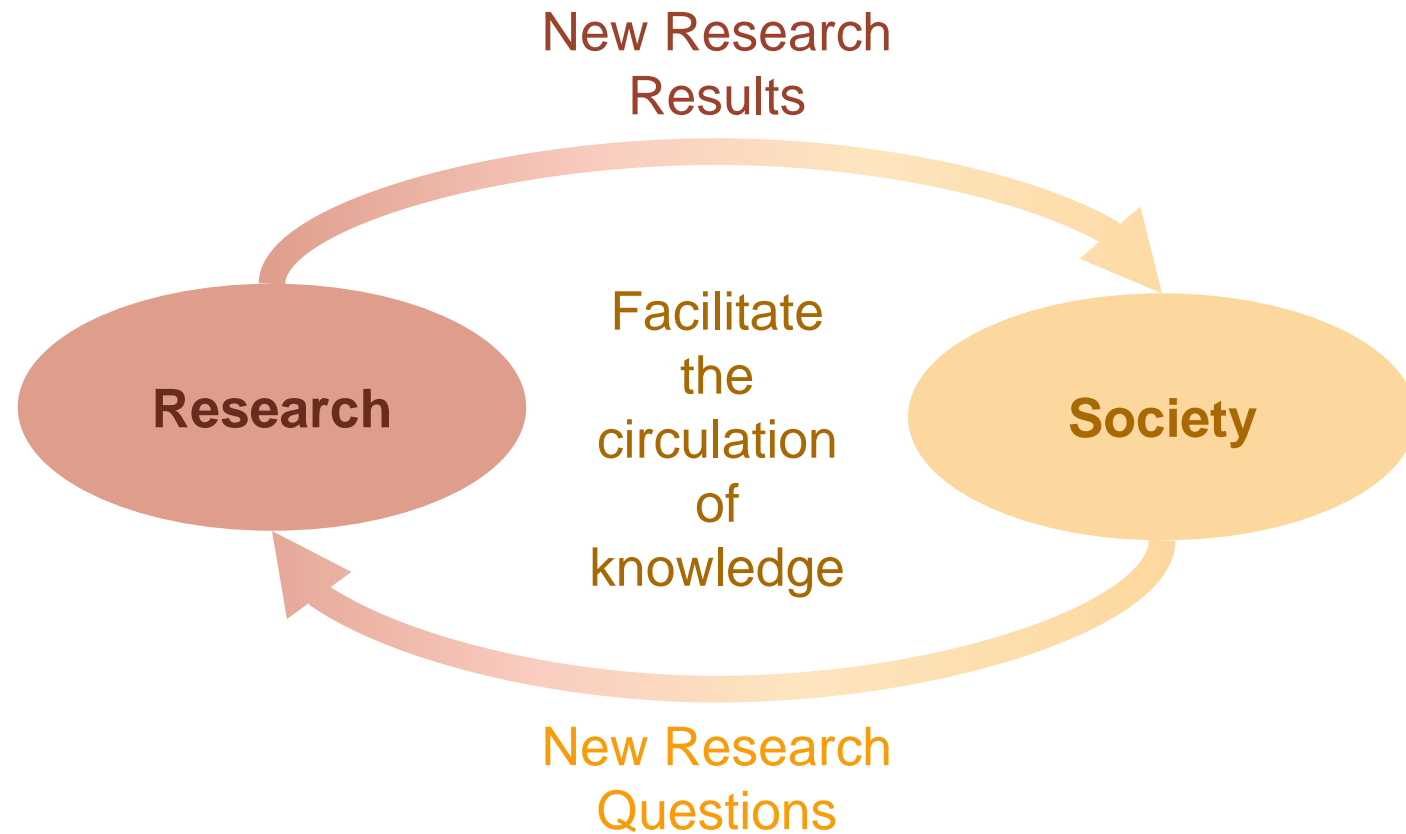 New Research
Results
Research
Facilitate
the
circulation
of
knowledge
Society
New Research
Questions